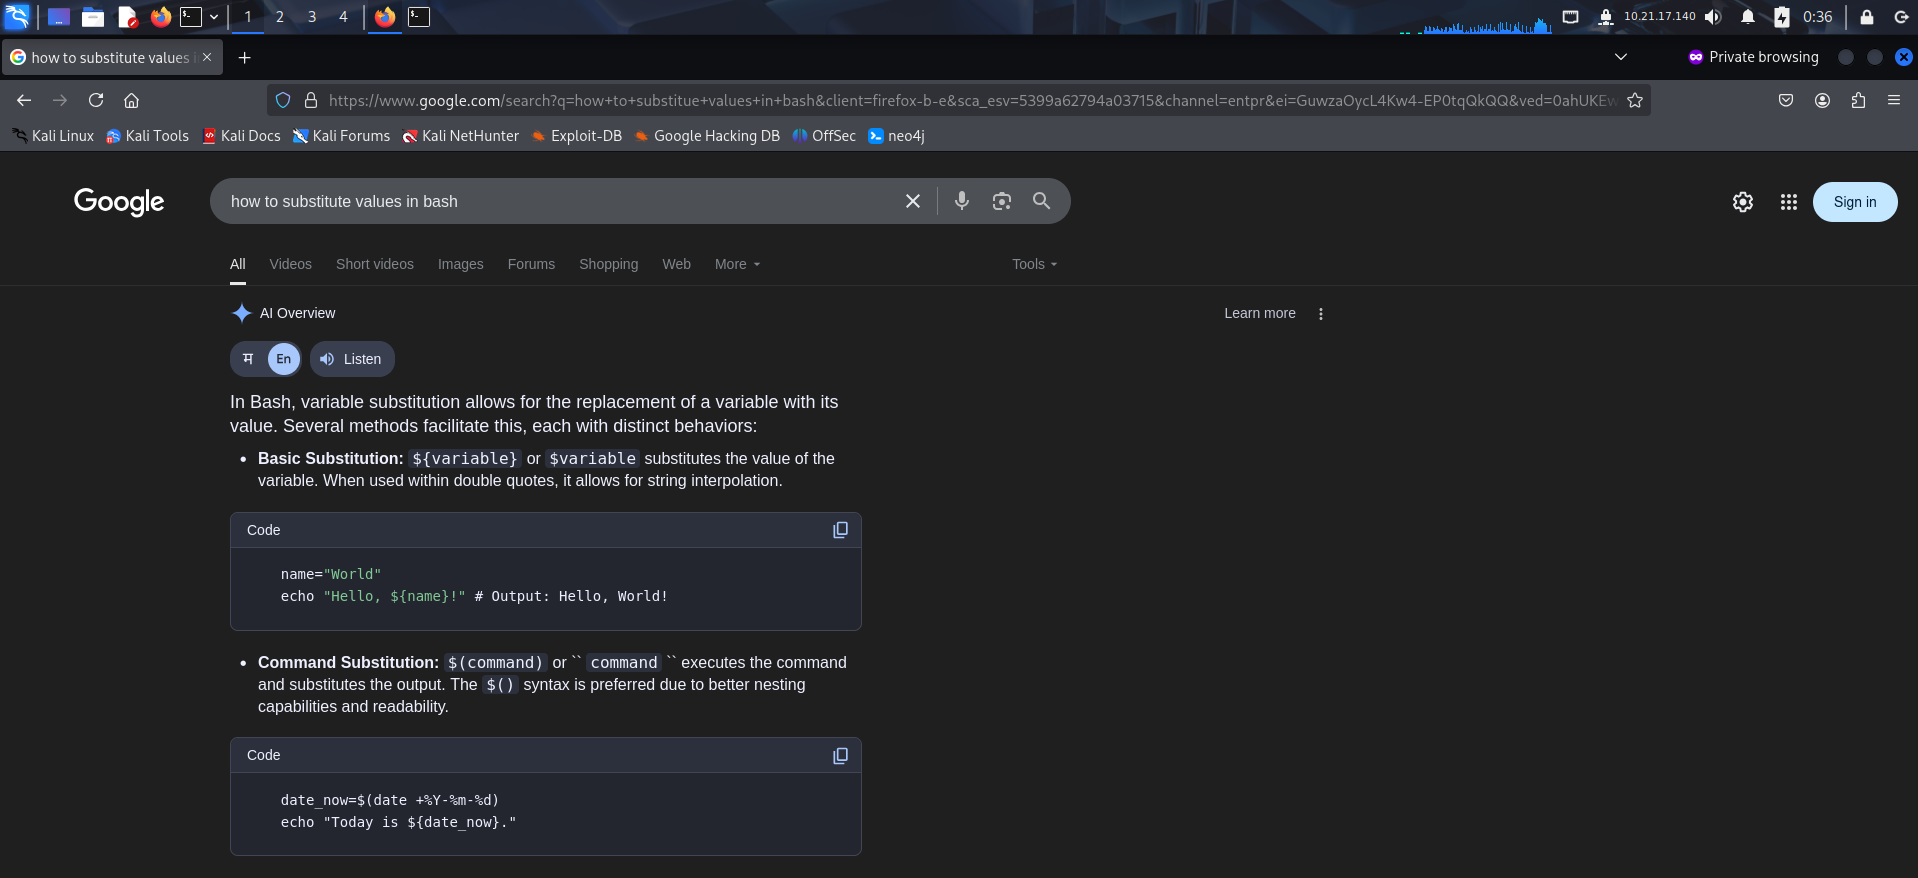 1 2 3 4
10.21.17.140 0:36
how to substitute values i
Private browsing
https://www.google.com/search?q=how+to+substitue+values+in+bash&client=firefox-b-e&sca_esv=5399a62794a03715&channel=entpr&ei=GuwzaOycL4Kw4-EP0tqQkQQ&ved=0ahUKEw
Kali Linux Kali Tools Kali Docs Kali Forums Kali NetHunter Exploit-DB Google Hacking DB OffSec neo4j
Google
how to substitute values in bash
Sign in
All Videos Short videos Images Forums Shopping Web More Tools
AI Overview
Learn more
म En Listen
In Bash, variable substitution allows for the replacement of a variable with its
value. Several methods facilitate this, each with distinct behaviors:
• Basic Substitution: ${variable} or $variable substitutes the value of the
variable. When used within double quotes, it allows for string interpolation.
Code
name="World"
echo "Hello, ${name}!" # Output: Hello, World!
• Command Substitution: $(command) or `` command `` executes the command
and substitutes the output. The $() syntax is preferred due to better nesting
capabilities and readability.
Code
date_now=$(date +%Y-%m-%d)
echo "Today is ${date_now}."